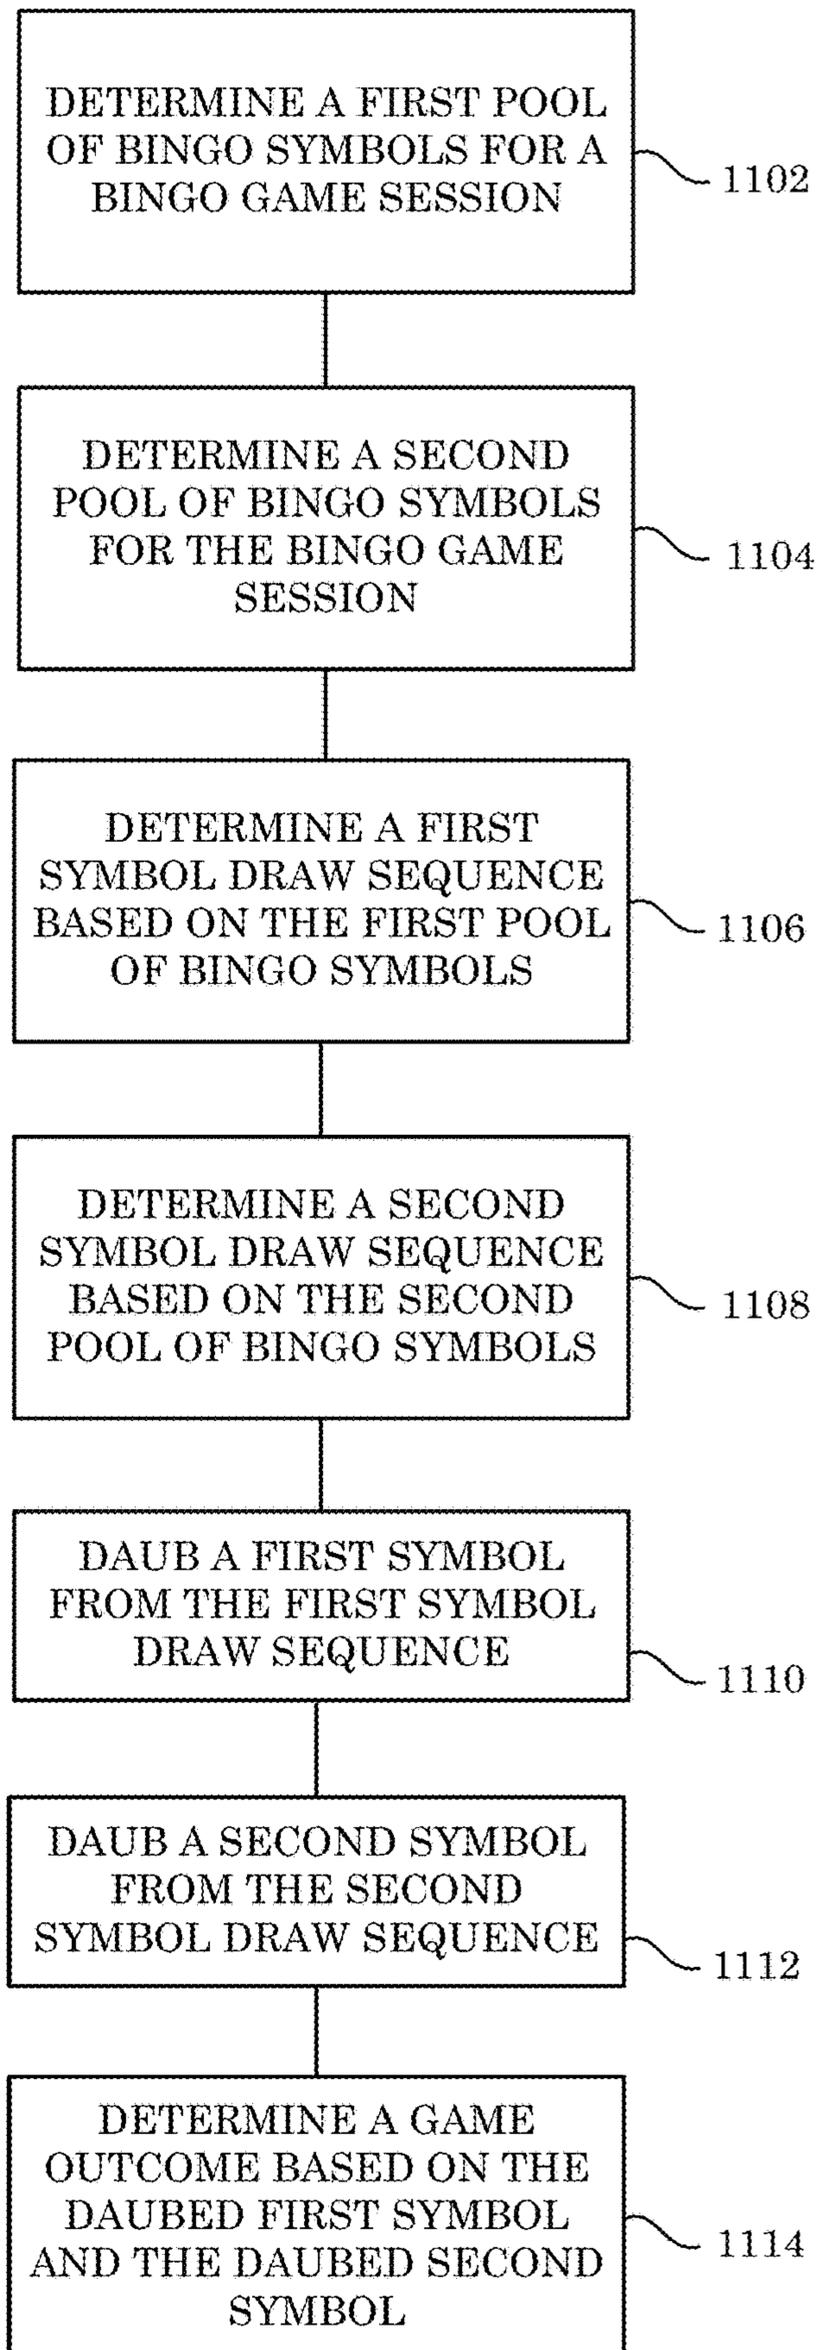 DETERMINE A FIRST POOL
OF BINGO SYMBOLS FOR A
BINGO GAME SESSION
1102
DETERMINE A SECOND
POOL OF BINGO SYMBOLS
FOR THE BINGO GAME
SESSION
1104
DETERMINE A FIRST
SYMBOL DRAW SEQUENCE
BASED ON THE FIRST POOL
OF BINGO SYMBOLS
1106
DETERMINE A SECOND
SYMBOL DRAW SEQUENCE
BASED ON THE SECOND
POOL OF BINGO SYMBOLS
1108
DAUB A FIRST SYMBOL
FROM THE FIRST SYMBOL
DRAW SEQUENCE
1110
DAUB A SECOND SYMBOL
FROM THE SECOND
SYMBOL DRAW SEQUENCE
1112
DETERMINE A GAME
OUTCOME BASED ON THE
DAUBED FIRST SYMBOL
AND THE DAUBED SECOND
SYMBOL
1114